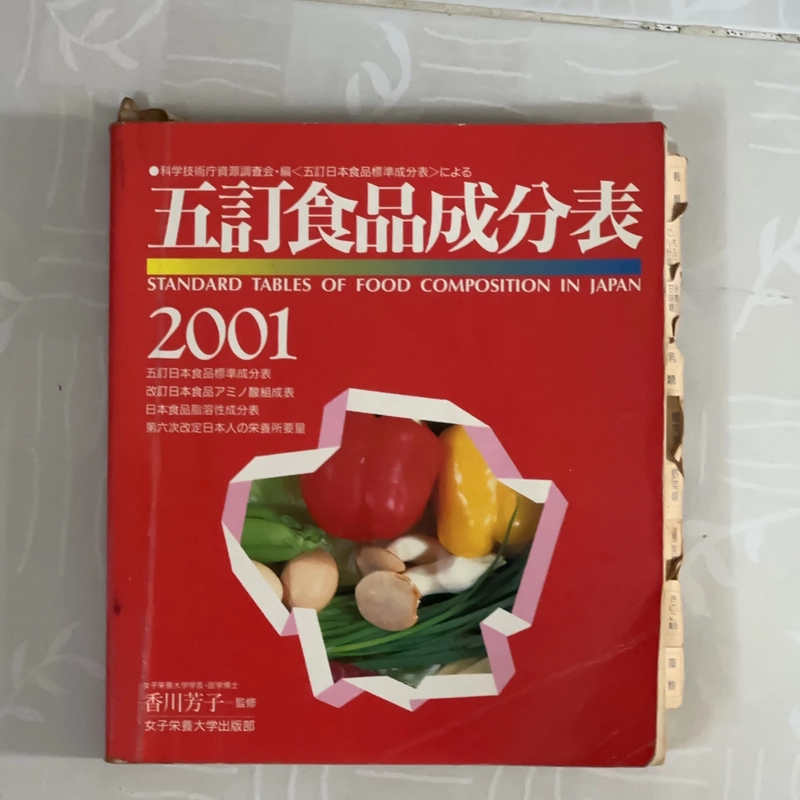 ●科学技術庁資源調査会・編＜五訂日本食品標準成分表＞による
五訂食品成分表
STANDARD TABLES OF FOOD COMPOSITION IN JAPAN
2001
五訂日本食品標準成分表
改訂日本食品アミノ酸組成表
日本食品脂溶性成分表
第六次改定日本人の栄養所要量
女子栄養大学学長・医学博士
香川芳子―監修
女子栄養大学出版部
乳類
きのこ類